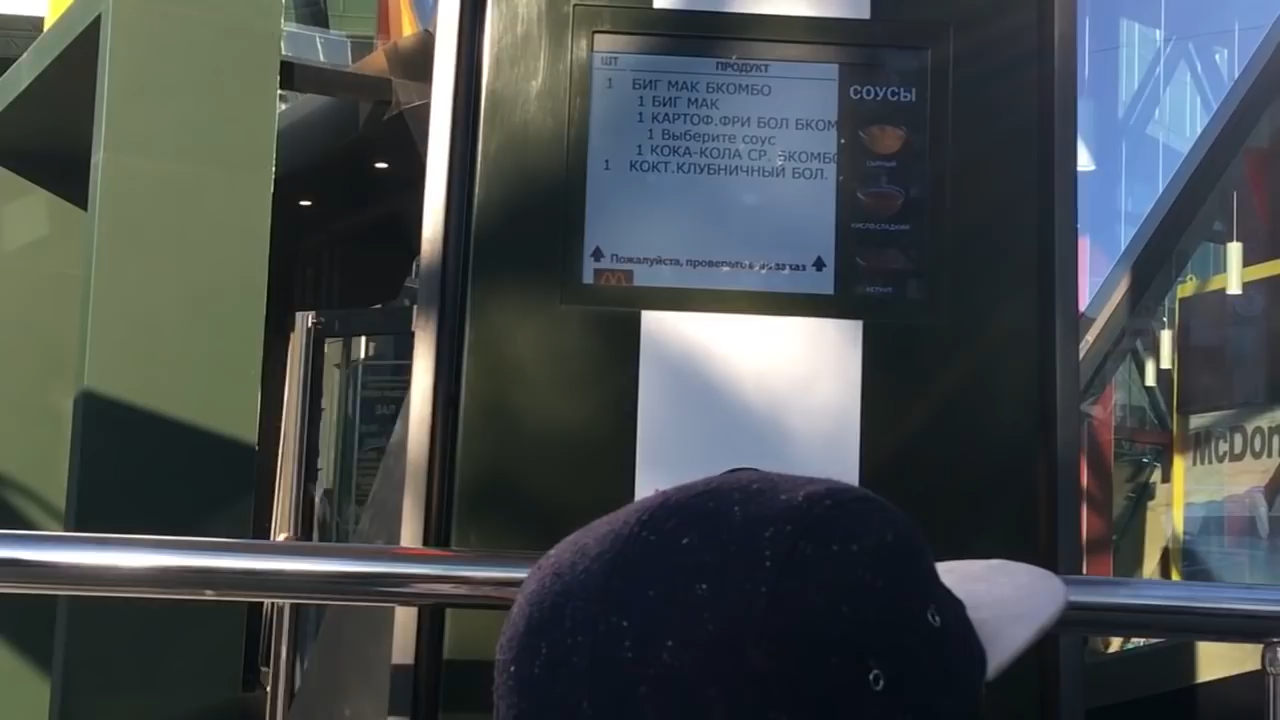 ШТ ПРОДУКТ
1 БИГ МАК БКОМБО
1 БИГ МАК
1 КАРТОФ.ФРИ БОЛ БКОМ
1 Выберите соус
1 КОКА-КОЛА СР. БКОМБО
1 КОКТ.КЛУБНИЧНЫЙ БОЛ.
Пожалуйста, проверьте заказ
СОУСЫ
СЫРНЫЙ
КИСЛО-СЛАДКИЙ
КЕТЧУП
ЗАЛ
McDon